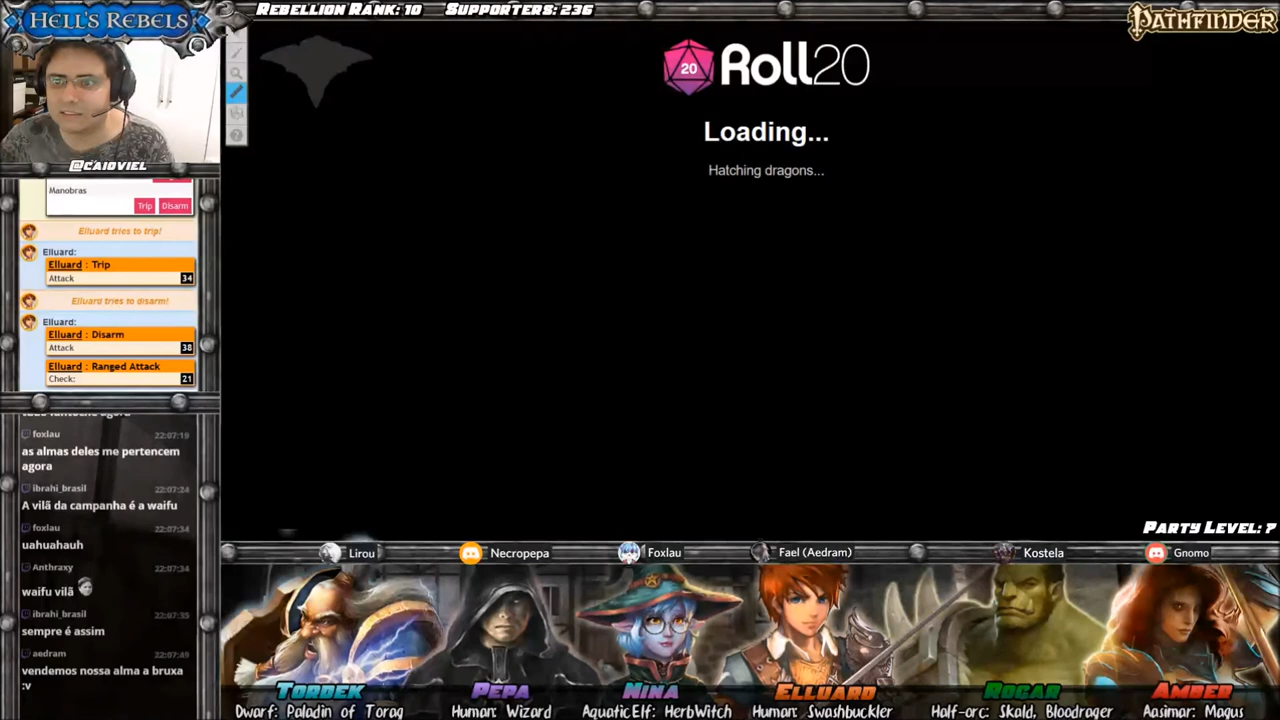 HELL'S REBELS
REBELLION RANK: 10 SUPPORTERS: 236
PATHFINDER
20
Roll20
Loading...
Hatching dragons...
@CAIOVIEL
Manobras
Trip Disarm
Elluard tries to trip!
Elluard:
Elluard : Trip
Attack 34
Elluard tries to disarm!
Elluard:
Elluard : Disarm
Attack 38
Elluard : Ranged Attack
Check: 21
foxlau 22:07:19
as almas deles me pertencem
agora
ibrahi_brasil 22:07:24
A vilã da campanha é a waifu
foxlau 22:07:34
uahuahauh
Anthraxy 22:07:34
waifu vilã
ibrahi_brasil 22:07:35
sempre é assim
aedram 22:07:49
vendemos nossa alma a bruxa
:v
PARTY LEVEL: 7
Lirou Necropepa Foxlau Fael (Aedram) Kostela Gnomo
TORDEK PEPA NINA ELLUARD ROGAR AMBER
Dwarf: Paladin of Torag Human: Wizard AquaticElf: HerbWitch Human: Swashbuckler Half-orc: Skald, Bloodrager Aasimar: Magus